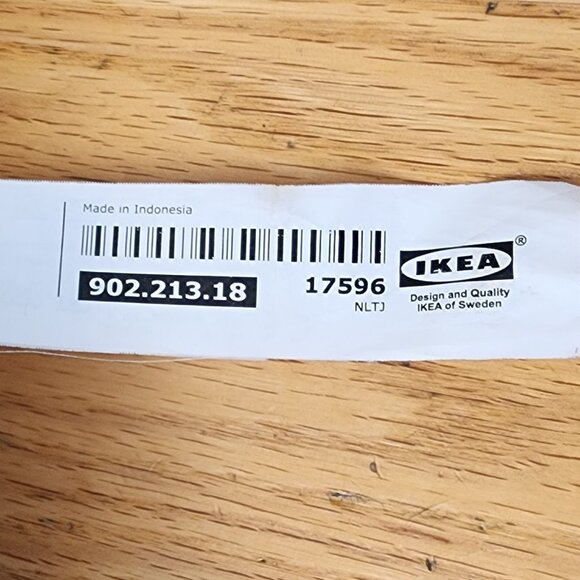 Made in Indonesia
902.213.18
17596
NLTJ
IKEA®
Design and Quality
IKEA of Sweden